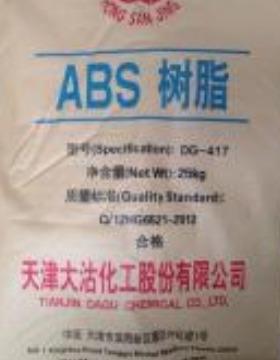 ABS 树脂
型号(Specification): DG-417
净含量(Net Wt): 25kg
质量标准(Quality Standard):
Q/12HG6621-2012
合格
天津大沽化工股份有限公司
TIANJIN DAGU CHEMICAL CO., LTD.